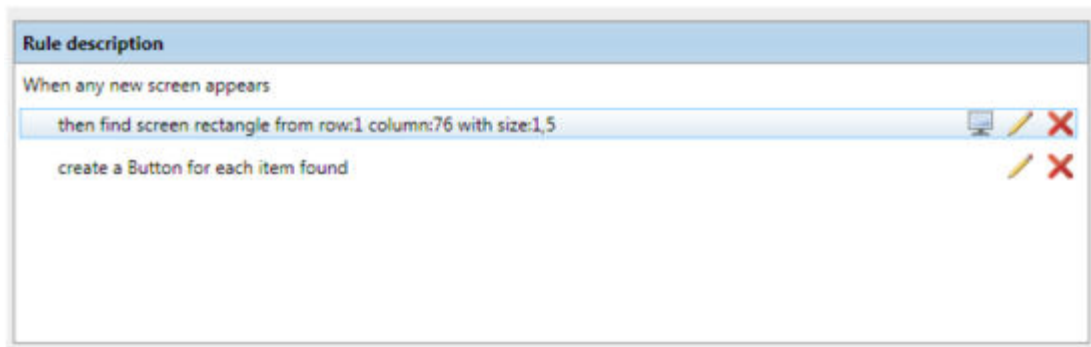 Rule description
When any new screen appears
then find screen rectangle from row:1 column:76 with size:1,5
create a Button for each item found